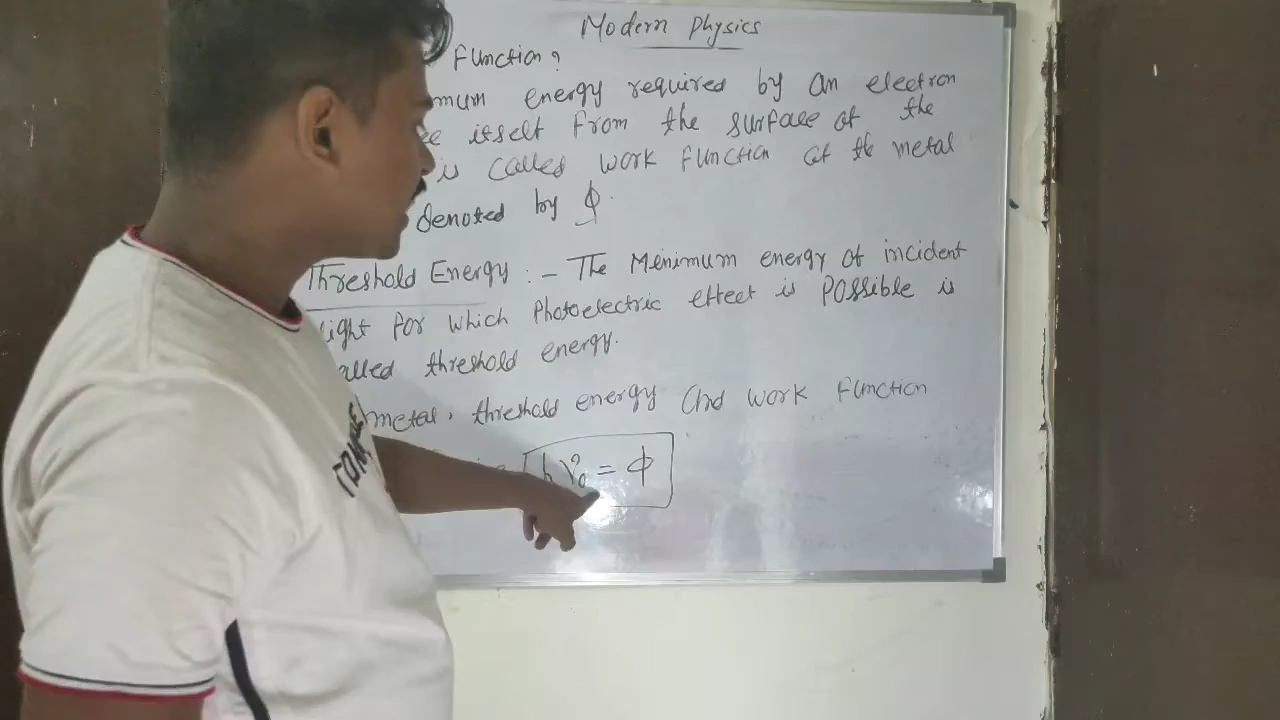 Modern Physics
Function?
mum energy required by an electron
itself from the surface of the
is called work function of the metal
denoted by ϕ.
Threshold Energy : - The Menimum energy of incident
light for which Photoelectric effect is Possible is
alled threshold energy.
metal, threshold energy and work function
hν₀ = ϕ